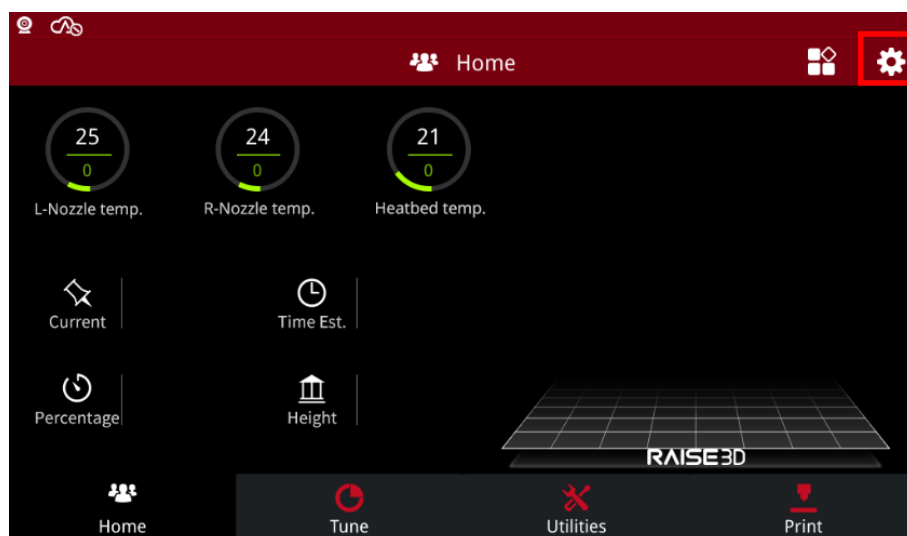 Home
25
0
24
0
21
0
L-Nozzle temp.
R-Nozzle temp.
Heatbed temp.
Current
Time Est.
Percentage
Height
RAISE3D
Home
Tune
Utilities
Print